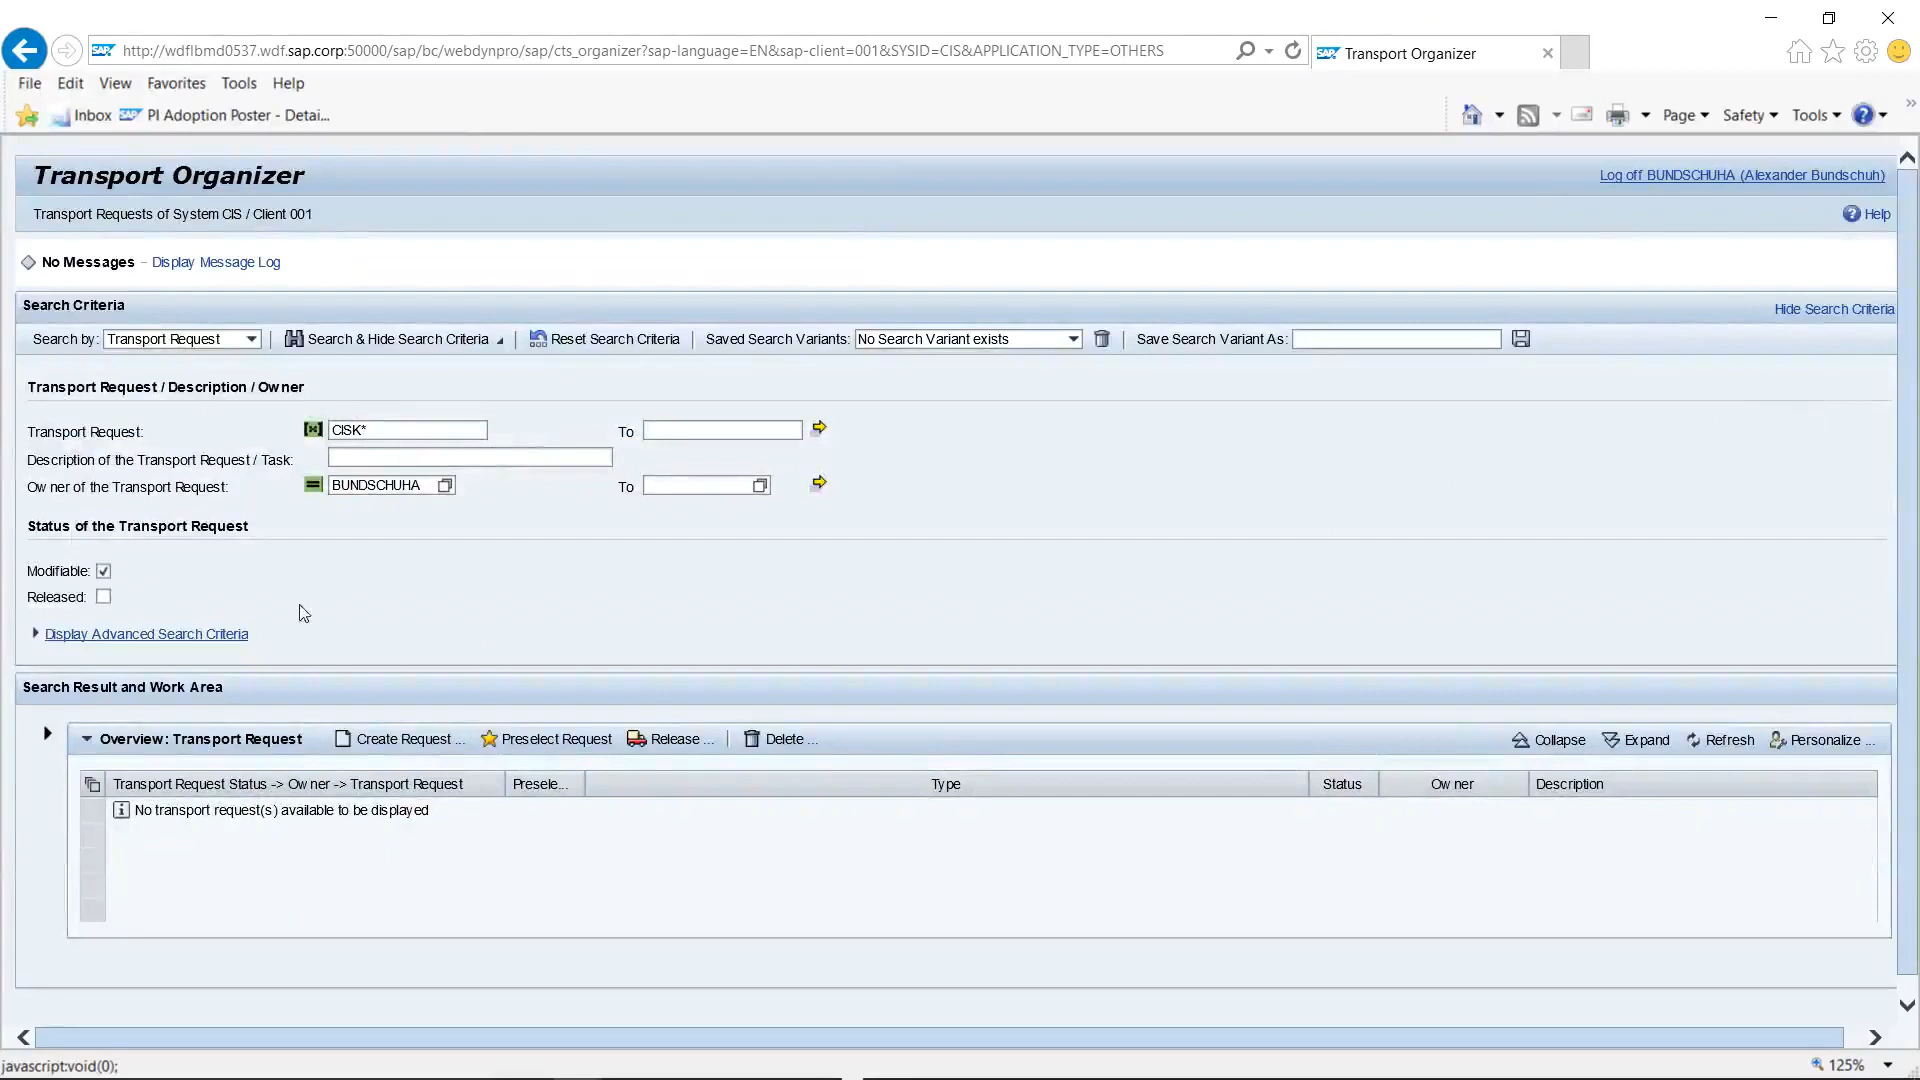 http://wdflbmd0537.wdf.sap.corp:50000/sap/bc/webdynpro/sap/cts_organizer?sap-language=EN&sap-client=001&SYSID=CIS&APPLICATION_TYPE=OTHERS
SAP Transport Organizer
File Edit View Favorites Tools Help
Inbox SAP PI Adoption Poster - Detai...
Page Safety Tools
Transport Organizer
Log off BUNDSCHUHA (Alexander Bundschuh)
Transport Requests of System CIS / Client 001
Help
No Messages - Display Message Log
Search Criteria
Hide Search Criteria
Search by: Transport Request Search & Hide Search Criteria Reset Search Criteria Saved Search Variants: No Search Variant exists Save Search Variant As:
Transport Request / Description / Owner
Transport Request: CISK* To
Description of the Transport Request / Task:
Owner of the Transport Request: BUNDSCHUHA To
Status of the Transport Request
Modifiable:
Released:
Display Advanced Search Criteria
Search Result and Work Area
Overview: Transport Request Create Request ... Preselect Request Release ... Delete ... Collapse Expand Refresh Personalize ...
Transport Request Status -> Owner -> Transport Request Presele... Type Status Owner Description
No transport request(s) available to be displayed
javascript:void(0);
125%